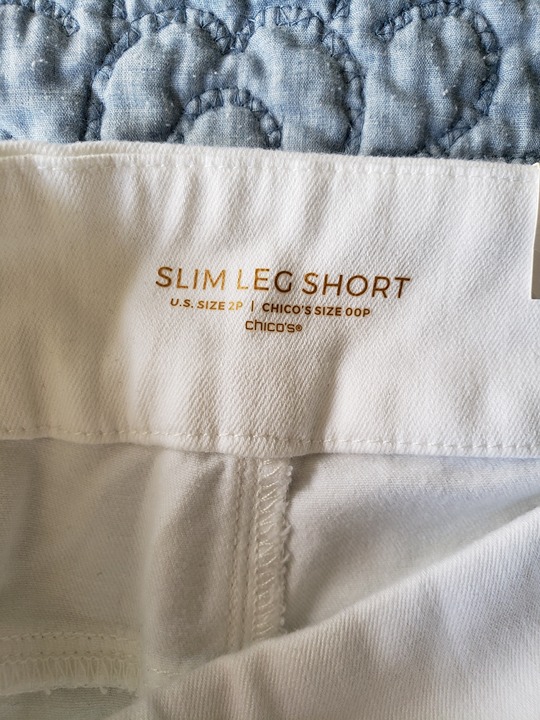 SLIM LEG SHORT
U.S. SIZE 2P | CHICO'S SIZE 00P
chico's®